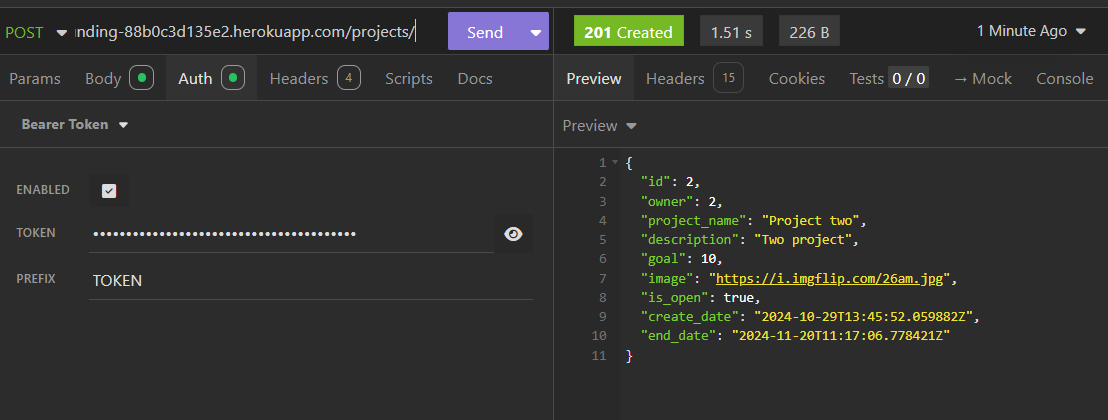 POST nding-88b0c3d135e2.herokuapp.com/projects/ Send
201 Created 1.51 s 226 B 1 Minute Ago
Params Body Auth Headers 4 Scripts Docs
Preview Headers 15 Cookies Tests 0 / 0 → Mock Console
Bearer Token
Preview
ENABLED
TOKEN ••••••••••••••••••••••••••••••••••••••••
PREFIX TOKEN
1 {
2 "id": 2,
3 "owner": 2,
4 "project_name": "Project two",
5 "description": "Two project",
6 "goal": 10,
7 "image": "https://i.imgflip.com/26am.jpg",
8 "is_open": true,
9 "create_date": "2024-10-29T13:45:52.059882Z",
10 "end_date": "2024-11-20T11:17:06.778421Z"
11 }